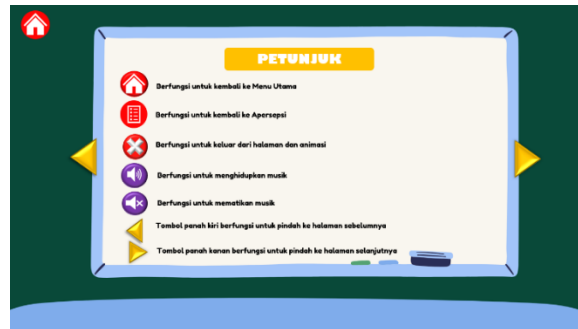 PETUNJUK
Berfungsi untuk kembali ke Menu Utama
Berfungsi untuk kembali ke Apersepsi
Berfungsi untuk keluar dari halaman dan animasi
Berfungsi untuk menghidupkan musik
Berfungsi untuk mematikan musik
Tombol panah kiri berfungsi untuk pindah ke halaman sebelumnya
Tombol panah kanan berfungsi untuk pindah ke halaman selanjutnya